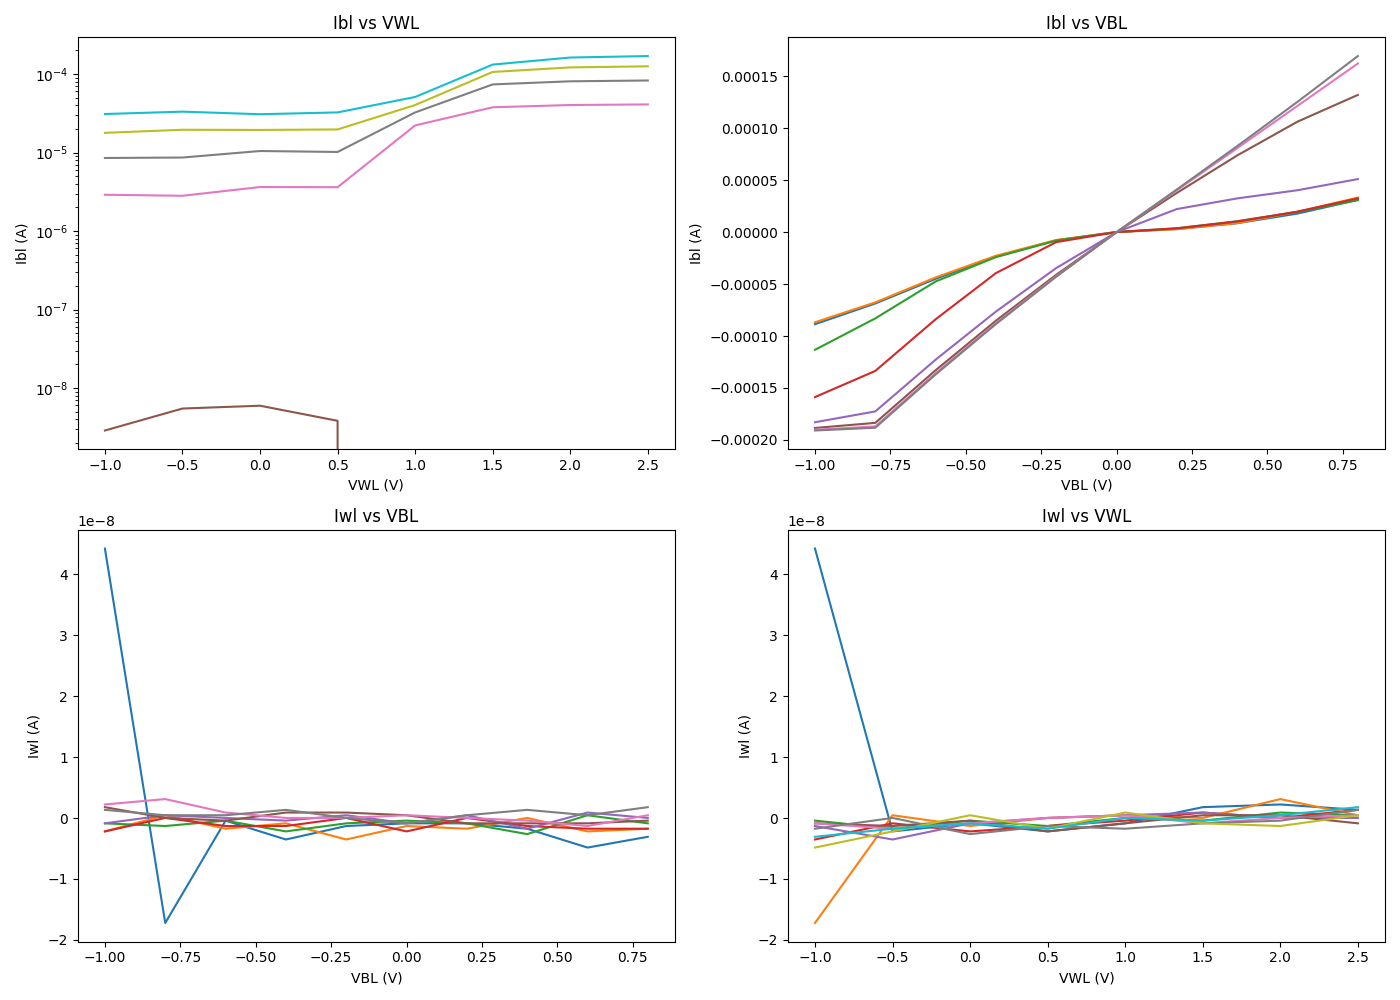 Ibl vs VWL
Ibl (A)
10⁻⁴
10⁻⁵
10⁻⁶
10⁻⁷
10⁻⁸
−1.0 −0.5 0.0 0.5 1.0 1.5 2.0 2.5
VWL (V)
Ibl vs VBL
Ibl (A)
0.00015
0.00010
0.00005
0.00000
−0.00005
−0.00010
−0.00015
−0.00020
−1.00 −0.75 −0.50 −0.25 0.00 0.25 0.50 0.75
VBL (V)
Iwl vs VBL
1e−8
Iwl (A)
4
3
2
1
0
−1
−2
−1.00 −0.75 −0.50 −0.25 0.00 0.25 0.50 0.75
VBL (V)
Iwl vs VWL
1e−8
Iwl (A)
4
3
2
1
0
−1
−2
−1.0 −0.5 0.0 0.5 1.0 1.5 2.0 2.5
VWL (V)